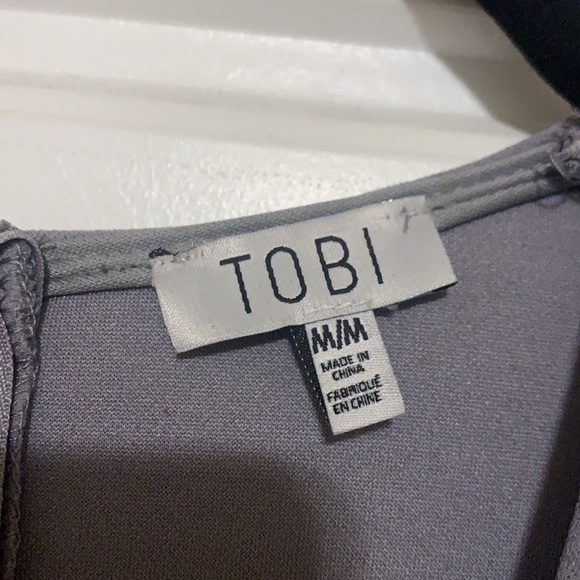 TOBI
M/M
MADE IN
CHINA
FABRIQUÉ
EN CHINE